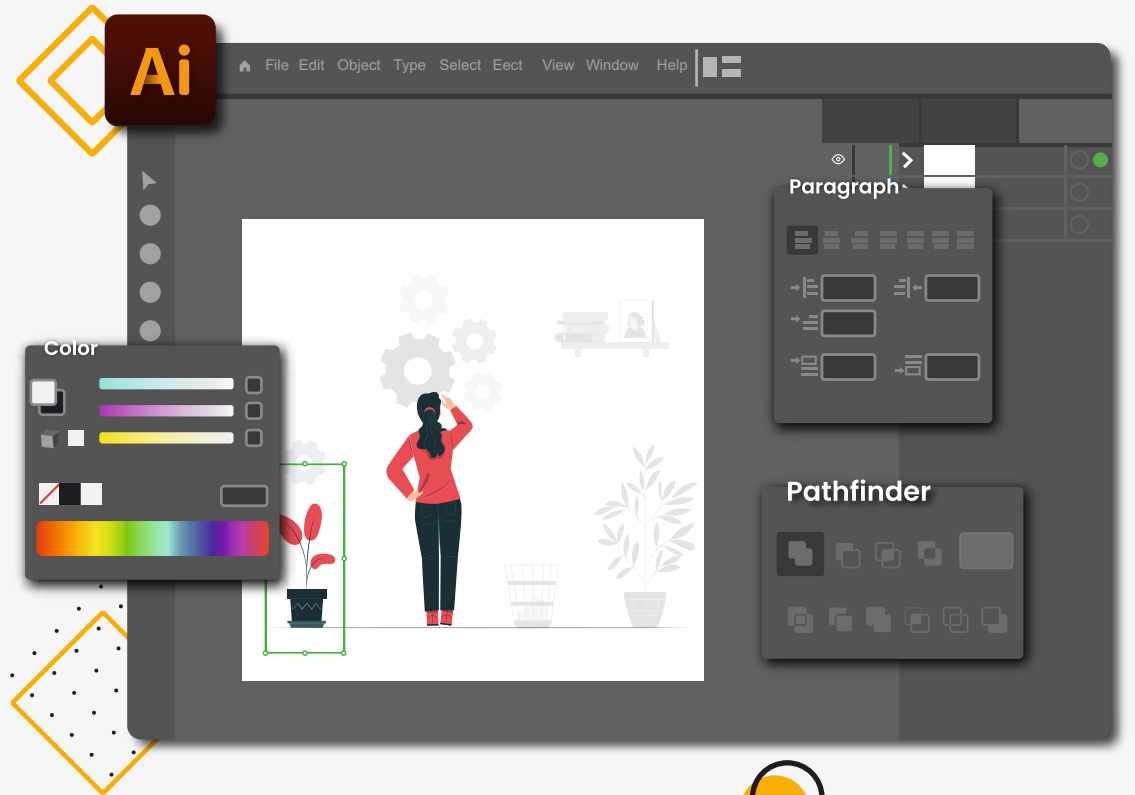 Ai
File Edit Object Type Select Eect View Window Help
Paragraph
Color
Pathfinder